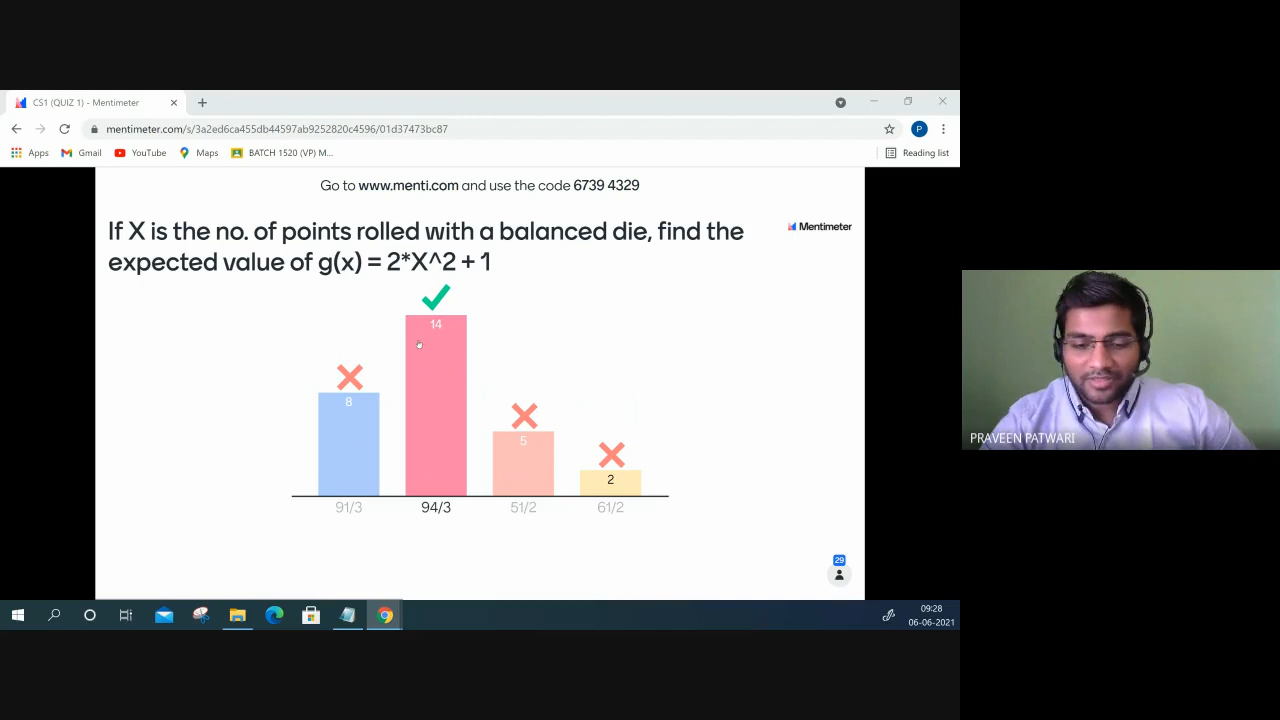 CS1 (QUIZ 1) - Mentimeter
mentimeter.com/s/3a2ed6ca455db44597ab9252820c4596/01d37473bc87
Apps
Gmail
YouTube
Maps
BATCH 1520 (VP) M...
Reading list
P
Go to www.menti.com and use the code 6739 4329
If X is the no. of points rolled with a balanced die, find the
expected value of g(x) = 2*X^2 + 1
Mentimeter
14
8
5
2
91/3
94/3
51/2
61/2
29
PRAVEEN PATWARI
09:28
06-06-2021